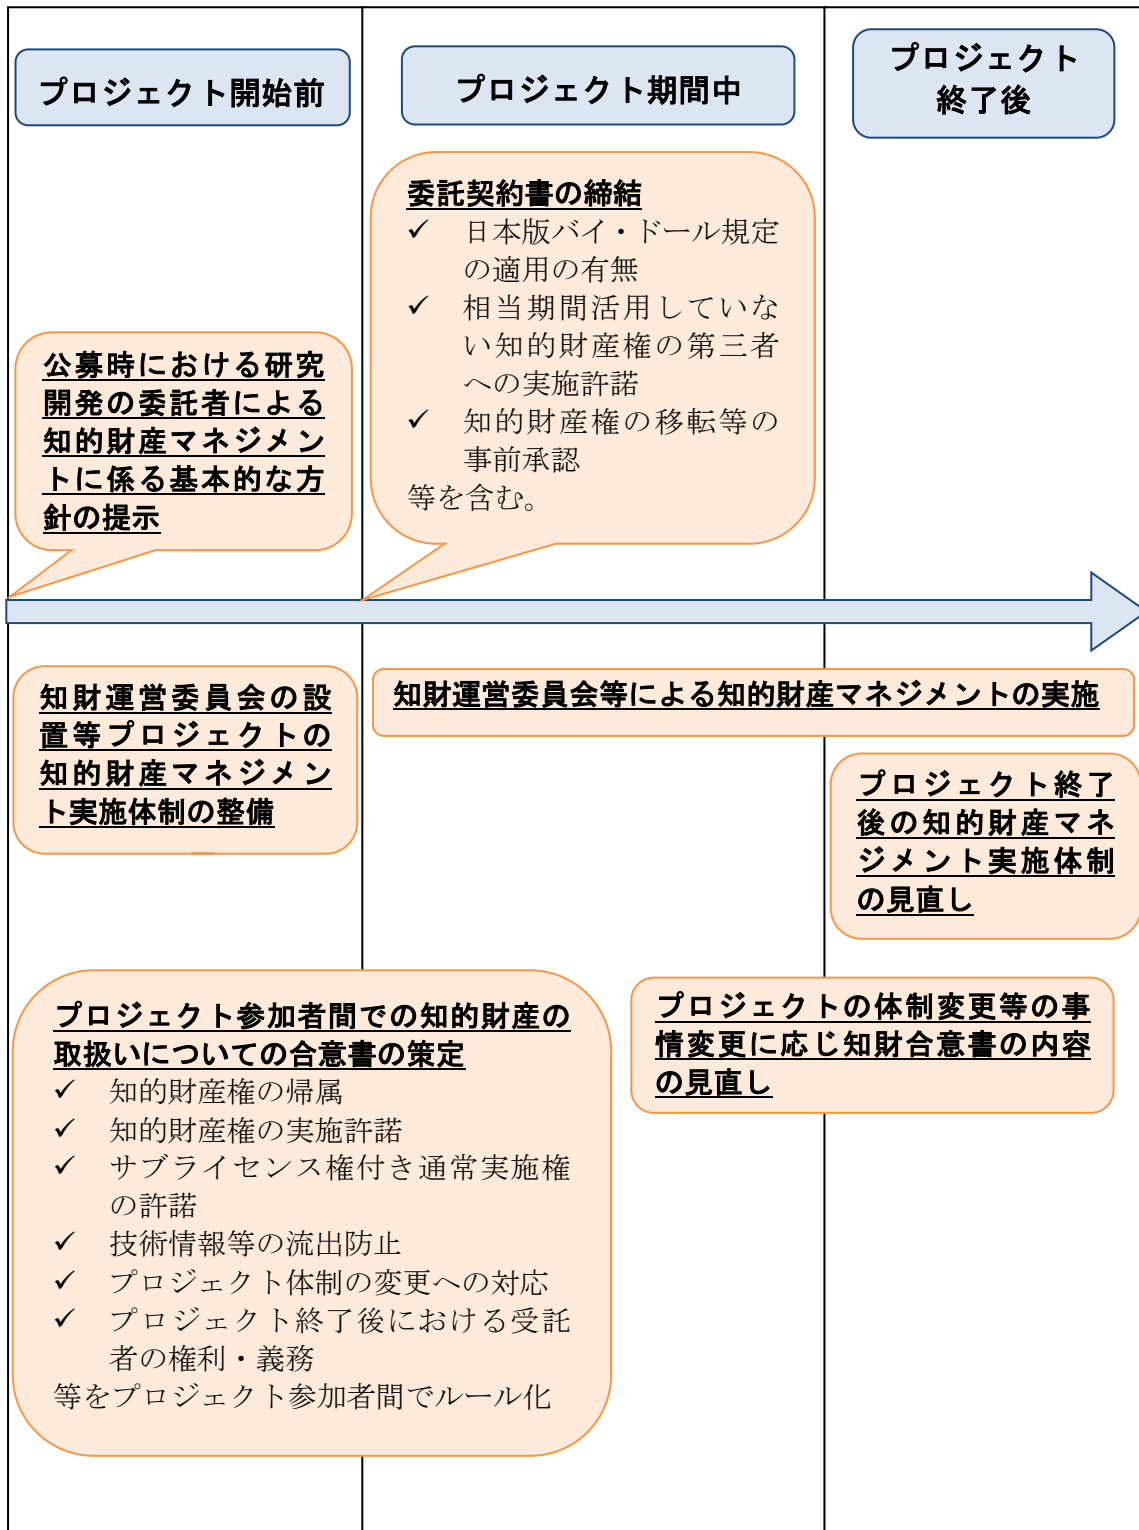 プロジェクト開始前
プロジェクト期間中
プロジェクト
終了後
委託契約書の締結
✓ 日本版バイ・ドール規定
の適用の有無
✓ 相当期間活用していな
い知的財産権の第三者
への実施許諾
✓ 知的財産権の移転等の
事前承認
等を含む。
公募時における研究
開発の委託者による
知的財産マネジメン
トに係る基本的な方
針の提示
知財運営委員会の設
置等プロジェクトの
知的財産マネジメン
ト実施体制の整備
知財運営委員会等による知的財産マネジメントの実施
プロジェクト終了
後の知的財産マネ
ジメント実施体制
の見直し
プロジェクト参加者間での知的財産の
取扱いについての合意書の策定
✓ 知的財産権の帰属
✓ 知的財産権の実施許諾
✓ サブライセンス権付き通常実施権
の許諾
✓ 技術情報等の流出防止
✓ プロジェクト体制の変更への対応
✓ プロジェクト終了後における受託
者の権利・義務
等をプロジェクト参加者間でルール化
プロジェクトの体制変更等の事
情変更に応じ知財合意書の内容
の見直し